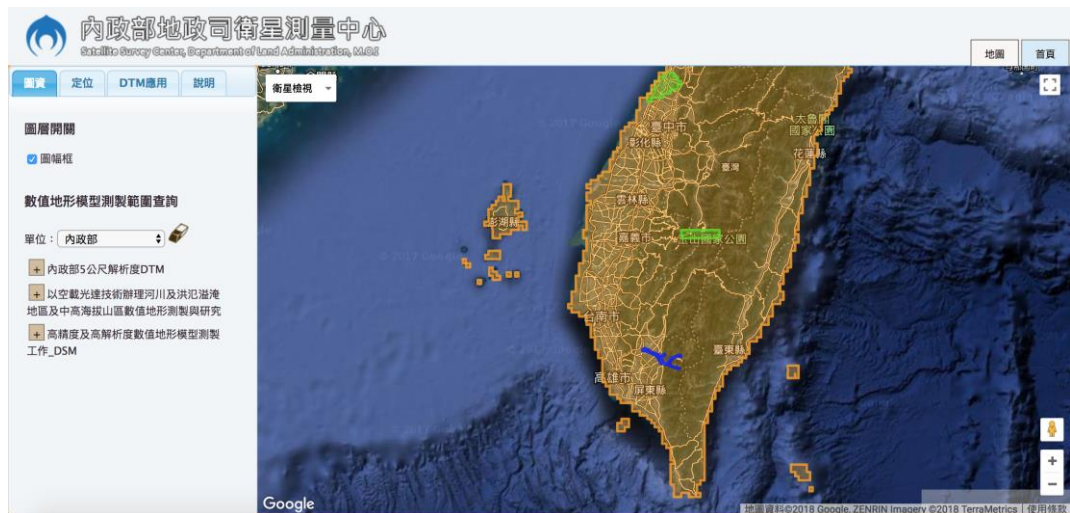 內政部地政司衛星測量中心
Satellite Survey Center, Department of Land Administration, M.O.I
地圖
首頁
圖資
定位
DTM應用
說明
圖層開關
圖幅框
數值地形模型測製範圍查詢
單位：
內政部
+ 內政部5公尺解析度DTM
+ 以空載光達技術辦理河川及洪氾溢淹
地區及中高海拔山區數值地形測製與研究
+ 高精度及高解析度數值地形模型測製
工作_DSM
衛星檢視
臺中市
彰化縣
太魯閣
國家公園
花蓮縣
臺灣
雲林縣
澎湖縣
嘉義市
玉山國家公園
台南市
臺東縣
高雄市
屏東縣
+
−
Google
地圖資料©2018 Google, ZENRIN Imagery ©2018 TerraMetrics
使用條款